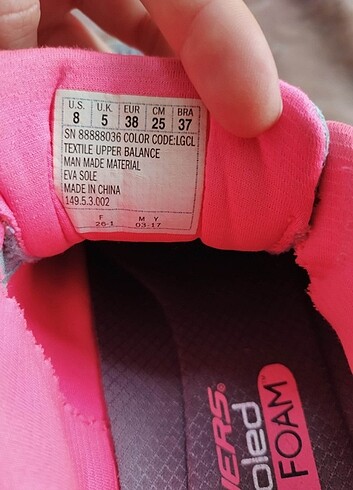 U.S. U.K. EUR CM BRA
8 5 38 25 37
SN 88888036 COLOR CODE:LGCL
TEXTILE UPPER BALANCE
MAN MADE MATERIAL
EVA SOLE
MADE IN CHINA
149.5.3.002
F M Y
26-1 03-17
FOAM™